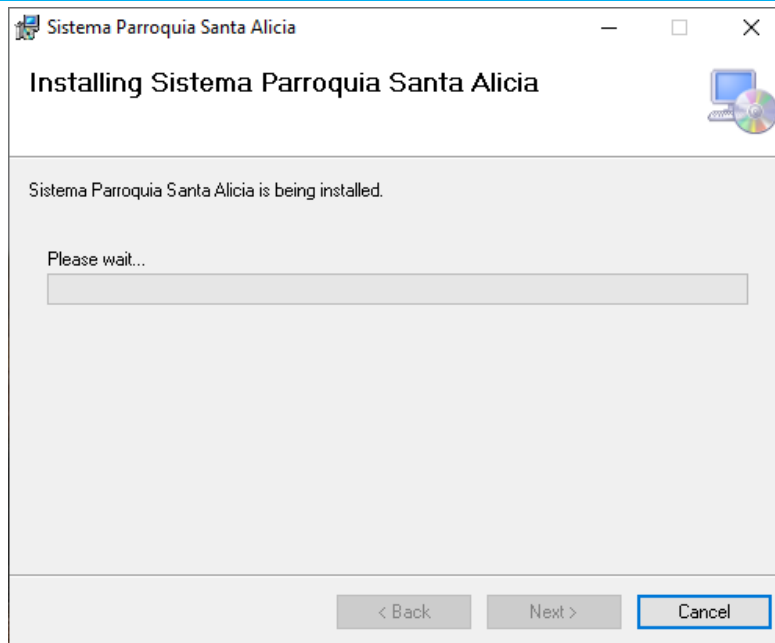 Sistema Parroquia Santa Alicia
Installing Sistema Parroquia Santa Alicia
Sistema Parroquia Santa Alicia is being installed.
Please wait...
< Back
Next >
Cancel